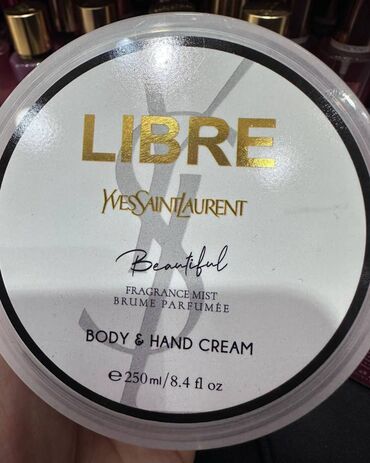 LIBRE
YVESSAINTLAURENT
Beautiful
FRAGRANCE MIST
BRUME PARFUMÉE
BODY & HAND CREAM
e 250ml/8.4 fl oz